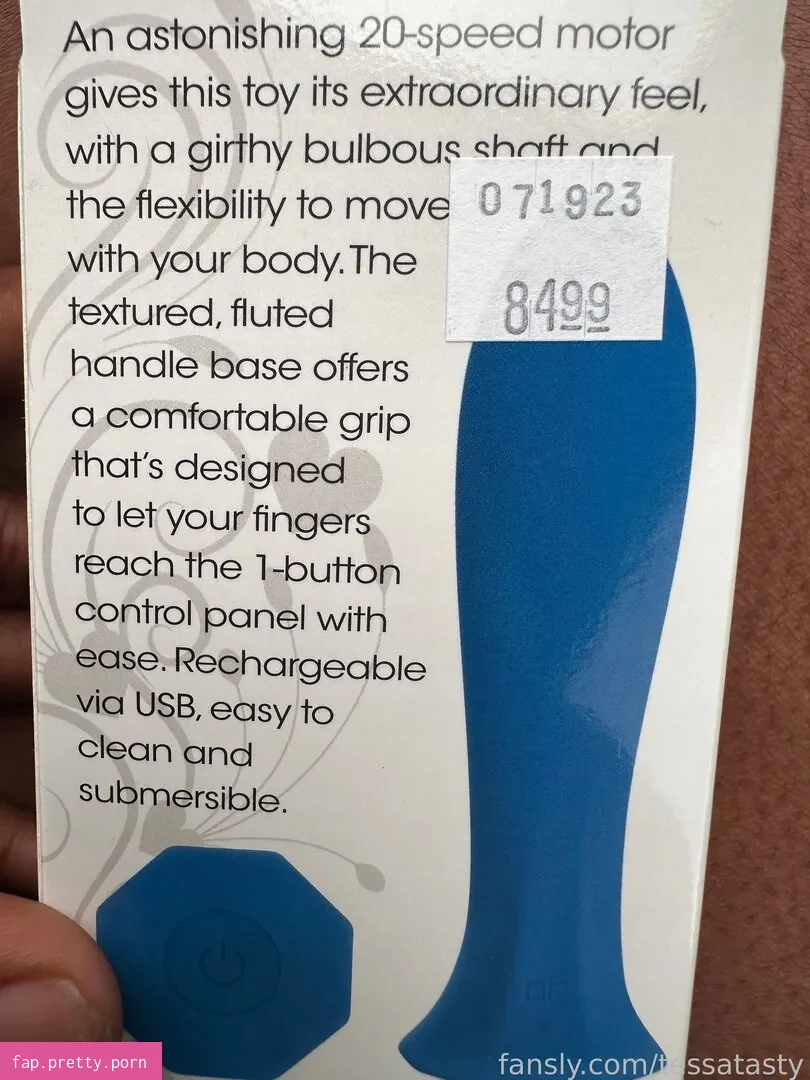 An astonishing 20-speed motor
gives this toy its extraordinary feel,
with a girthy bulbous shaft and
the flexibility to move
with your body. The
textured, fluted
handle base offers
a comfortable grip
that's designed
to let your fingers
reach the 1-button
control panel with
ease. Rechargeable
via USB, easy to
clean and
submersible.
071923
8499
fap.pretty.porn
fansly.com/tessatasty